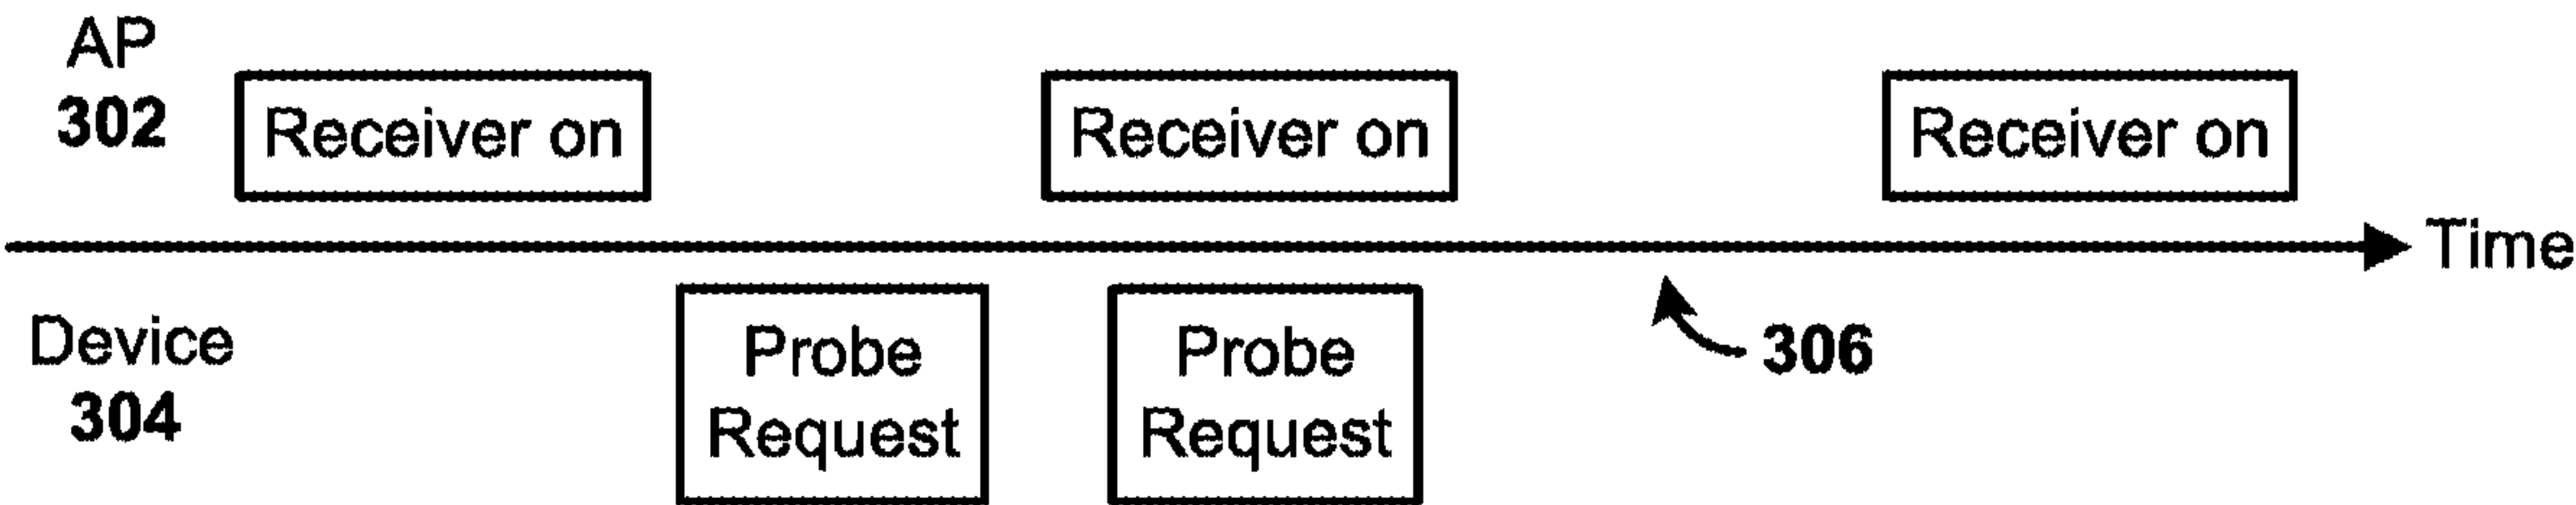 AP
302
Receiver on
Receiver on
Receiver on
Time
Device
304
Probe
Request
Probe
Request
306